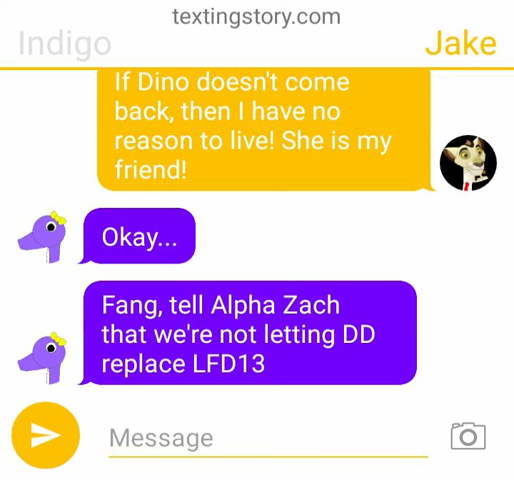 textingstory.com
Indigo
Jake
If Dino doesn't come
back, then I have no
reason to live! She is my
friend!
Okay...
Fang, tell Alpha Zach
that we're not letting DD
replace LFD13
Message